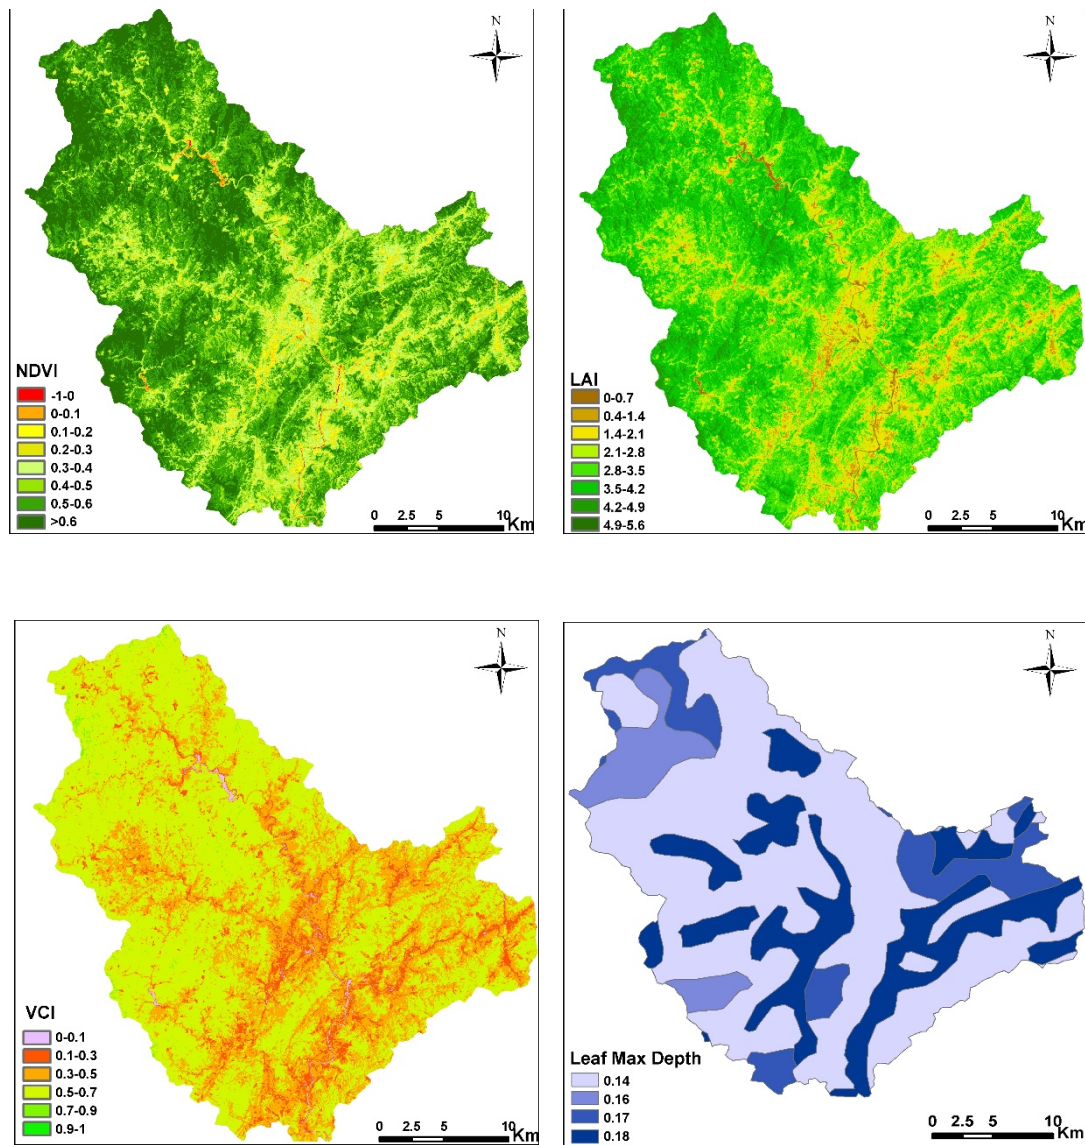 N
NDVI
-1-0
0-0.1
0.1-0.2
0.2-0.3
0.3-0.4
0.4-0.5
0.5-0.6
>0.6
0 2.5 5 10
Km
N
LAI
0-0.7
0.4-1.4
1.4-2.1
2.1-2.8
2.8-3.5
3.5-4.2
4.2-4.9
4.9-5.6
0 2.5 5 10
Km
N
VCI
0-0.1
0.1-0.3
0.3-0.5
0.5-0.7
0.7-0.9
0.9-1
0 2.5 5 10
Km
N
Leaf Max Depth
0.14
0.16
0.17
0.18
0 2.5 5 10
Km